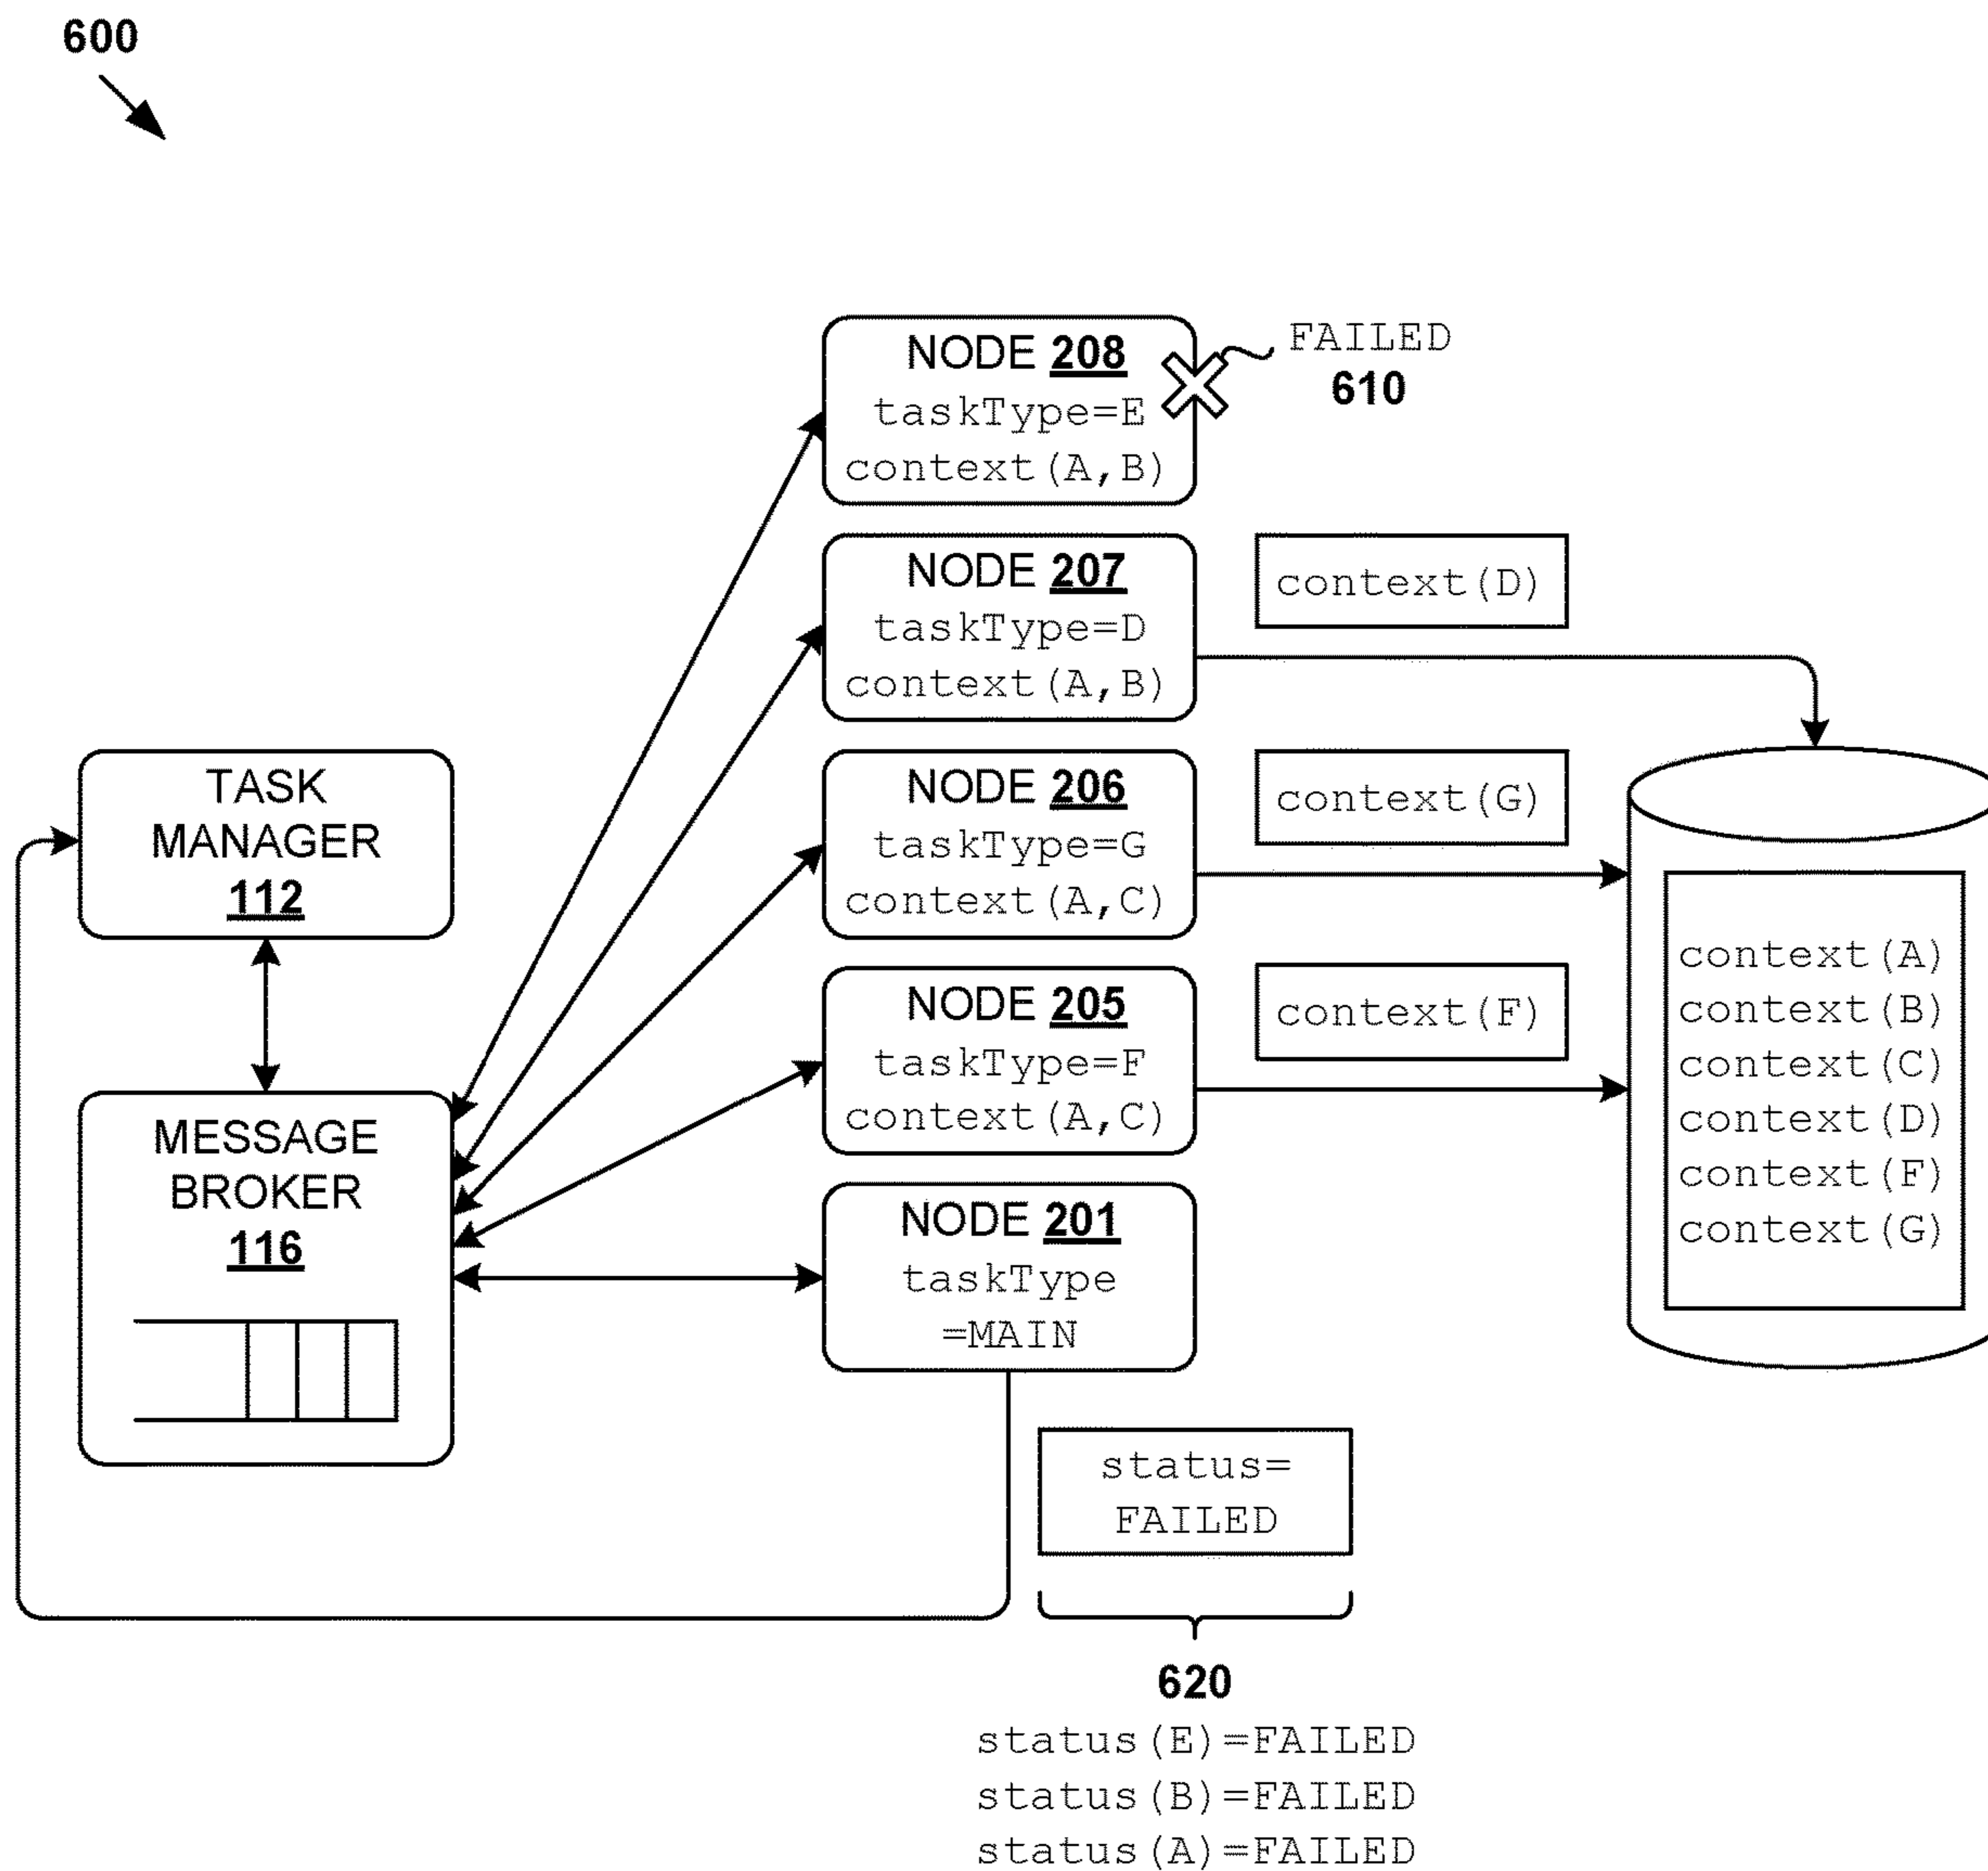 600
NODE 208
taskType=E
context(A,B)
FAILED
610
NODE 207
taskType=D
context(A,B)
context(D)
TASK
MANAGER
112
NODE 206
taskType=G
context(A,C)
context(G)
NODE 205
taskType=F
context(A,C)
context(F)
context(A)
context(B)
context(C)
context(D)
context(F)
context(G)
MESSAGE
BROKER
116
NODE 201
taskType
=MAIN
status=
FAILED
620
status(E)=FAILED
status(B)=FAILED
status(A)=FAILED